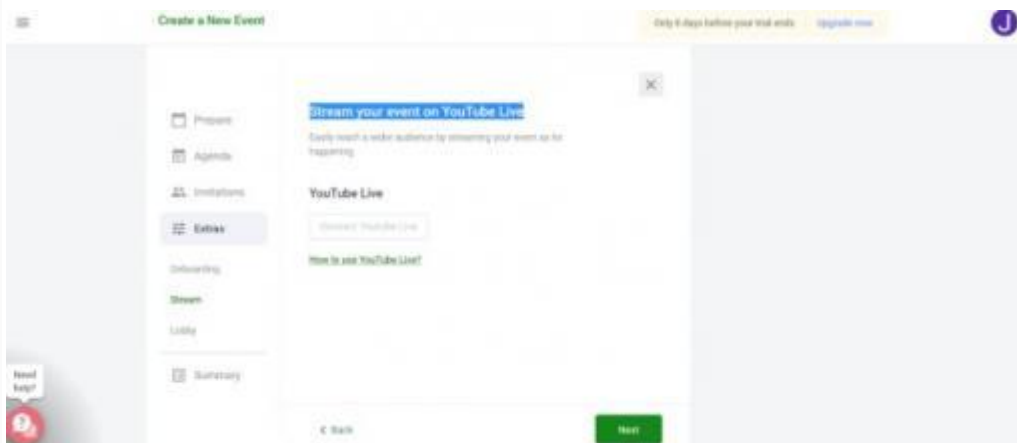 Create a New Event
Only 6 days before your trial ends
Upgrade now
J
Prepare
Agenda
Invitations
Extras
Onboarding
Stream
Lobby
Summary
Stream your event on YouTube Live
Easily reach a wider audience by streaming your event as its
happening
YouTube Live
Connect Youtube Live
How to use YouTube Live?
Need
help?
Back
Next